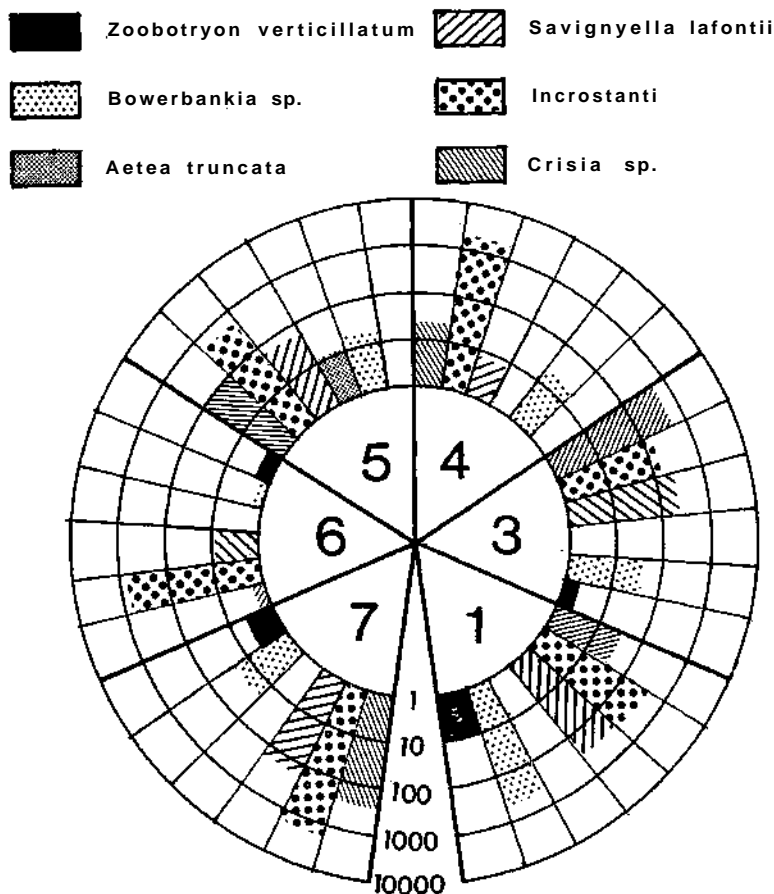 Zoobotryon verticillatum Savignyella lafontii
Bowerbankia sp. Incrostanti
Aetea truncata Crisia sp.
5 4
6 3
7 1
1
10
100
1000
10000